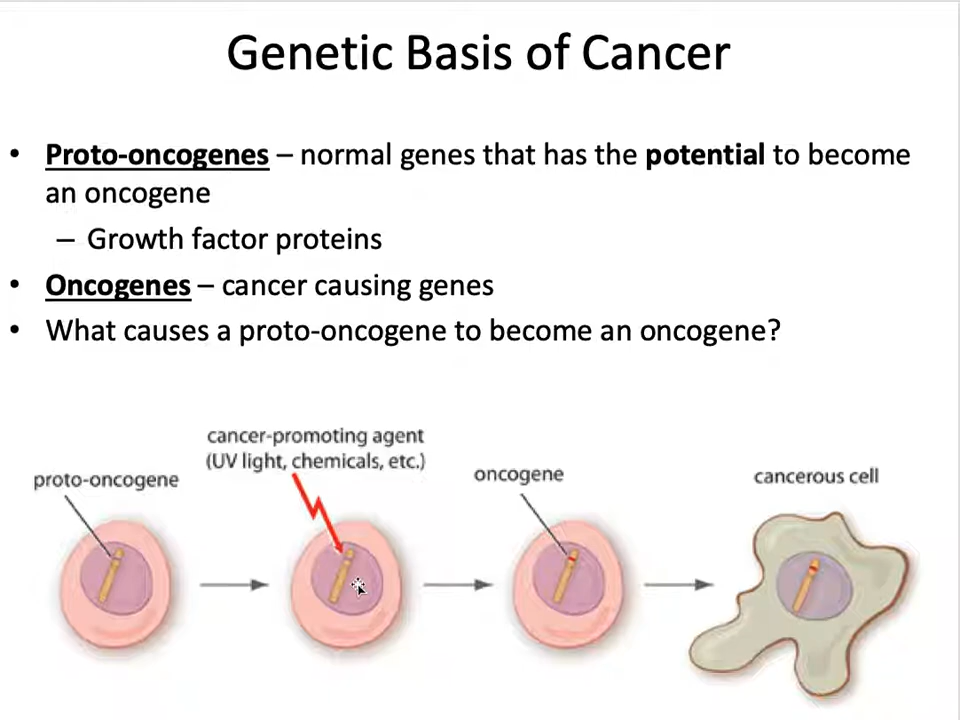 Genetic Basis of Cancer
• Proto-oncogenes – normal genes that has the potential to become
an oncogene
– Growth factor proteins
• Oncogenes – cancer causing genes
• What causes a proto-oncogene to become an oncogene?
proto-oncogene
cancer-promoting agent
(UV light, chemicals, etc.)
oncogene
cancerous cell